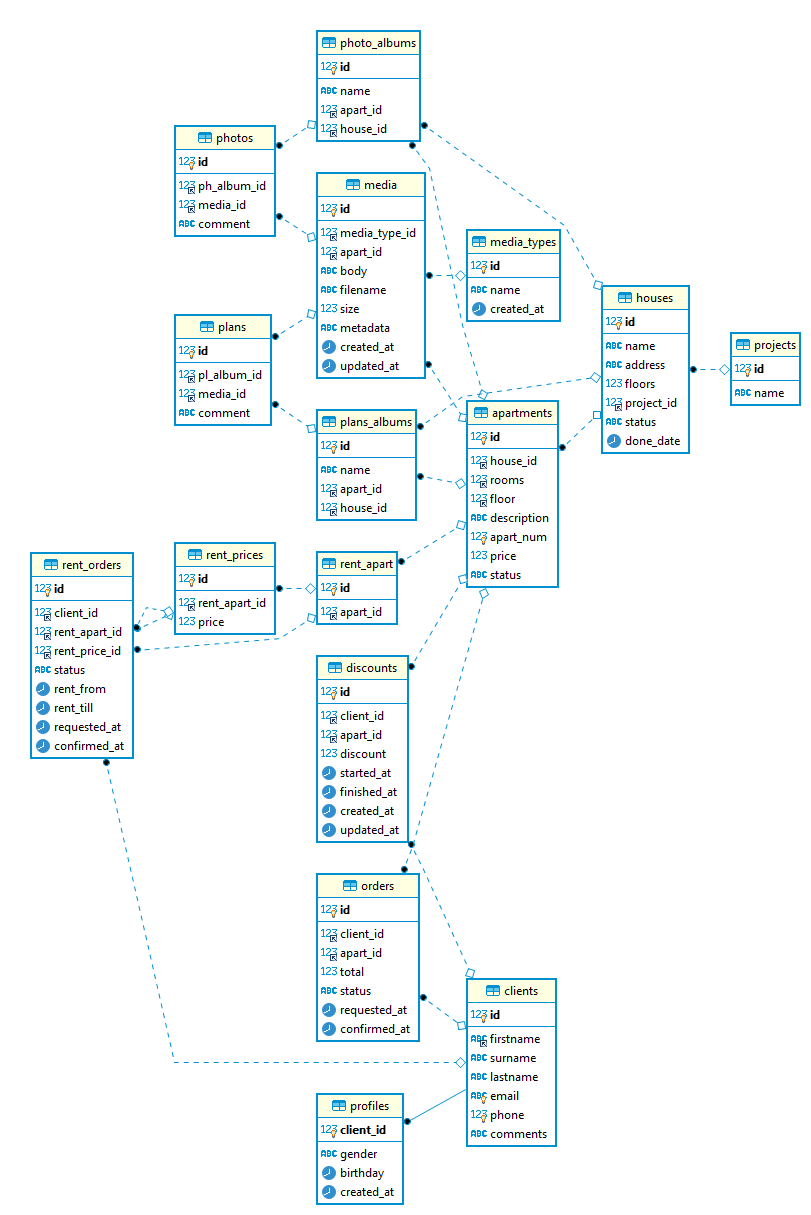 photo_albums
123 id
ABC name
123 apart_id
123 house_id
photos
123 id
123 ph_album_id
123 media_id
ABC comment
media
123 id
123 media_type_id
123 apart_id
ABC body
ABC filename
123 size
ABC metadata
created_at
updated_at
media_types
123 id
ABC name
created_at
houses
123 id
ABC name
ABC address
123 floors
123 project_id
ABC status
done_date
projects
123 id
ABC name
plans
123 id
123 pl_album_id
123 media_id
ABC comment
plans_albums
123 id
ABC name
123 apart_id
123 house_id
apartments
123 id
123 house_id
123 rooms
123 floor
ABC description
123 apart_num
123 price
ABC status
rent_orders
123 id
123 client_id
123 rent_apart_id
123 rent_price_id
ABC status
rent_from
rent_till
requested_at
confirmed_at
rent_prices
123 id
123 rent_apart_id
123 price
rent_apart
123 id
123 apart_id
discounts
123 id
123 client_id
123 apart_id
123 discount
started_at
finished_at
created_at
updated_at
orders
123 id
123 client_id
123 apart_id
123 total
ABC status
requested_at
confirmed_at
clients
123 id
ABC firstname
ABC surname
ABC lastname
ABC email
123 phone
ABC comments
profiles
123 client_id
ABC gender
birthday
created_at